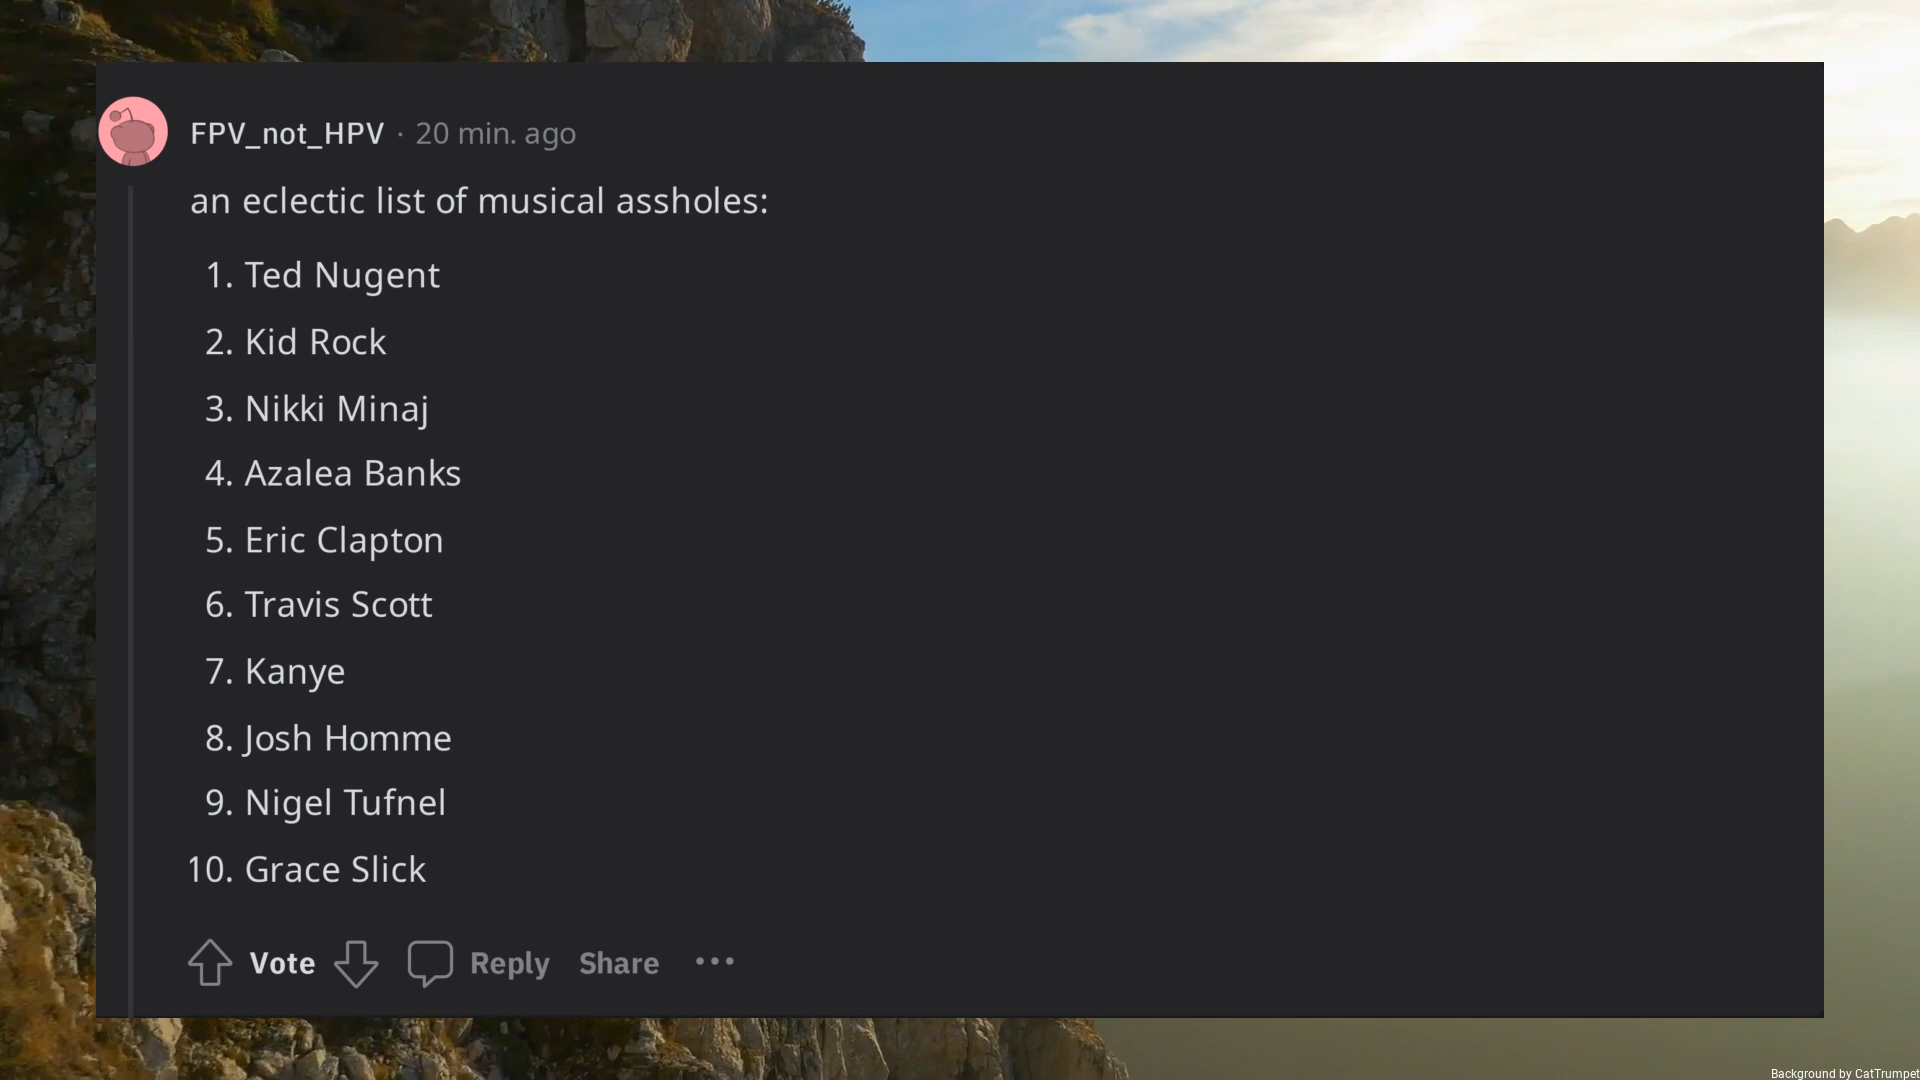 FPV_not_HPV · 20 min. ago
an eclectic list of musical assholes:
1. Ted Nugent
2. Kid Rock
3. Nikki Minaj
4. Azalea Banks
5. Eric Clapton
6. Travis Scott
7. Kanye
8. Josh Homme
9. Nigel Tufnel
10. Grace Slick
Vote Reply Share ...
Background by CatTrumpet